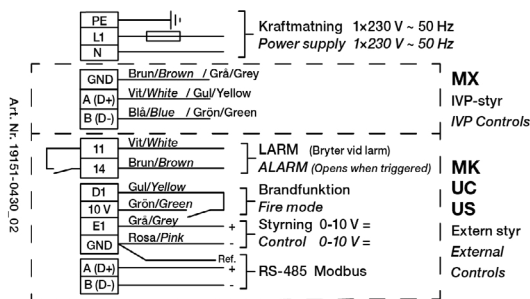 PE
L1
N
Kraftmatning 1×230 V ~ 50 Hz
Power supply 1×230 V ~ 50 Hz
GND Brun/Brown / Grå/Grey
A (D+) Vit/White / Gul/Yellow
B (D-) Blå/Blue / Grön/Green
MX
IVP-styr
IVP Controls
Art. Nr. 19151-0430_02
11 Vit/White
14 Brun/Brown
LARM (Bryter vid larm)
ALARM (Opens when triggered)
D1 Gul/Yellow
10 V Grön/Green
Brandfunktion
Fire mode
E1 Grå/Grey +
GND Rosa/Pink -
Styrning 0-10 V =
Control 0-10 V =
Ref.
A (D+) +
B (D-) -
RS-485 Modbus
MK
UC
US
Extern styr
External
Controls